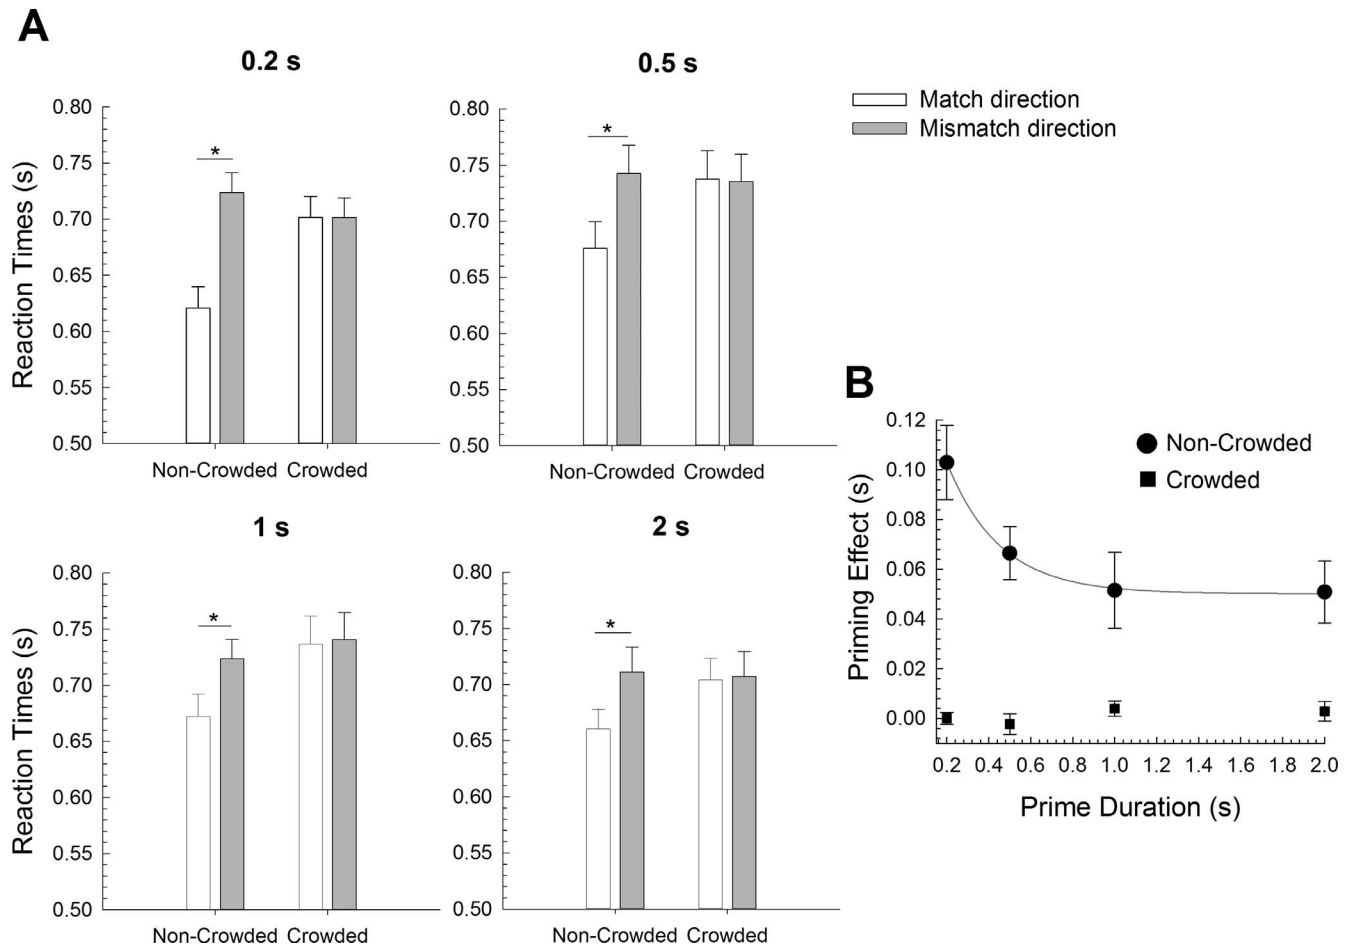 A
0.2 s
0.5 s
Match direction
Mismatch direction
Reaction Times (s)
0.80
0.75
0.70
0.65
0.60
0.55
0.50
*
Non-Crowded Crowded
0.80
0.75
0.70
0.65
0.60
0.55
0.50
*
Non-Crowded Crowded
1 s
2 s
Reaction Times (s)
0.80
0.75
0.70
0.65
0.60
0.55
0.50
*
Non-Crowded Crowded
0.80
0.75
0.70
0.65
0.60
0.55
0.50
*
Non-Crowded Crowded
B
Priming Effect (s)
0.12
0.10
0.08
0.06
0.04
0.02
0.00
Non-Crowded
Crowded
0.2 0.4 0.6 0.8 1.0 1.2 1.4 1.6 1.8 2.0
Prime Duration (s)